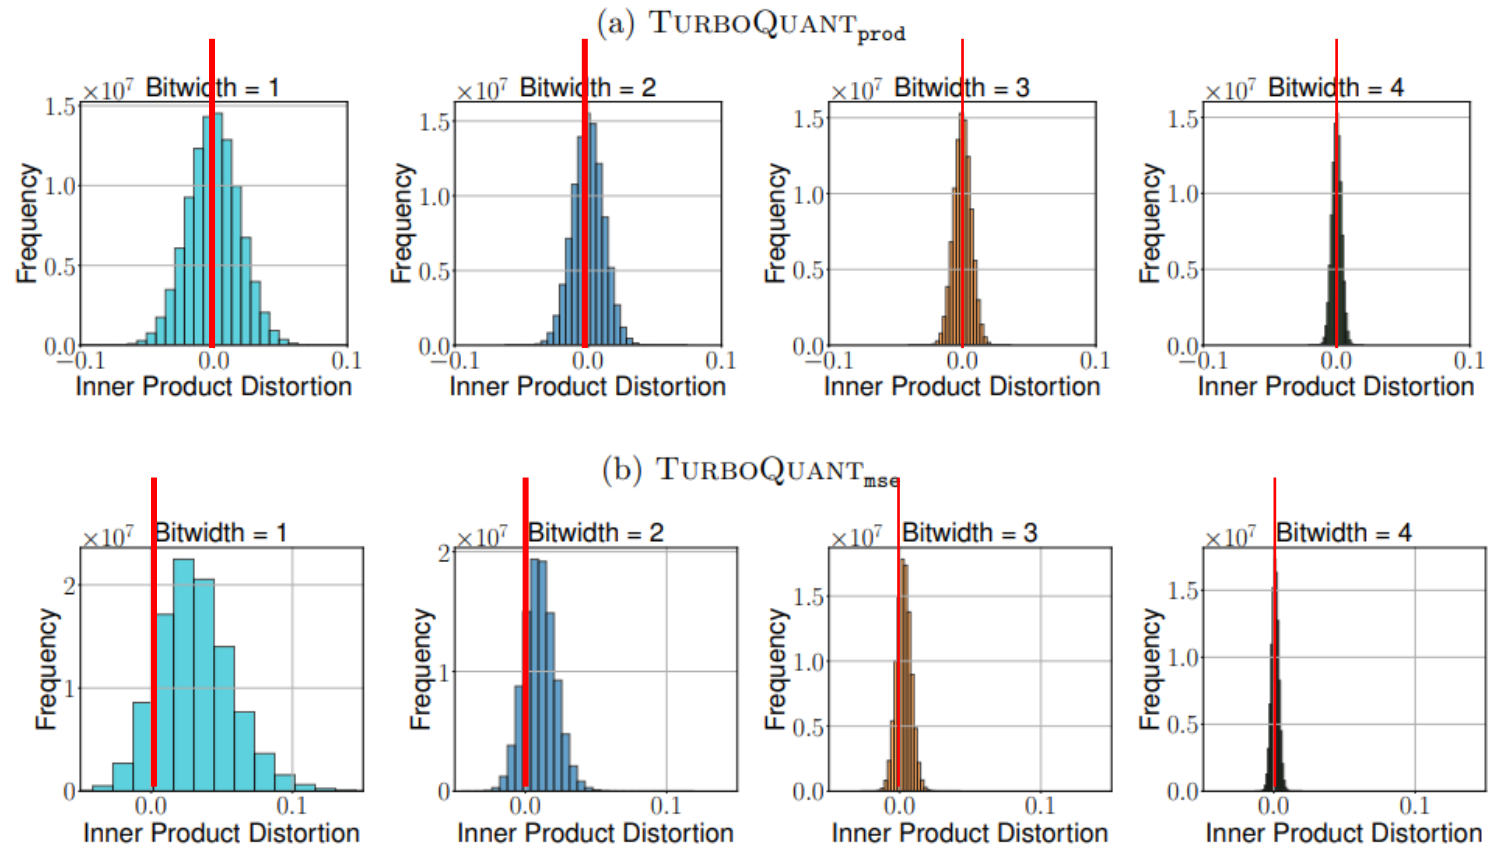 (a) TURBOQUANTprod
×10⁷ Bitwidth = 1
1.5
1.0
0.5
0.0
Frequency
−0.1 0.0 0.1
Inner Product Distortion
×10⁷ Bitwidth = 2
1.5
1.0
0.5
0.0
Frequency
−0.1 0.0 0.1
Inner Product Distortion
×10⁷ Bitwidth = 3
1.5
1.0
0.5
0.0
Frequency
−0.1 0.0 0.1
Inner Product Distortion
×10⁷ Bitwidth = 4
1.5
1.0
0.5
0.0
Frequency
−0.1 0.0 0.1
Inner Product Distortion
(b) TURBOQUANTmse
×10⁷ Bitwidth = 1
2
1
0
Frequency
0.0 0.1
Inner Product Distortion
×10⁷ Bitwidth = 2
2
1
0
Frequency
0.0 0.1
Inner Product Distortion
×10⁷ Bitwidth = 3
1.5
1.0
0.5
0.0
Frequency
0.0 0.1
Inner Product Distortion
×10⁷ Bitwidth = 4
1.5
1.0
0.5
0.0
Frequency
0.0 0.1
Inner Product Distortion